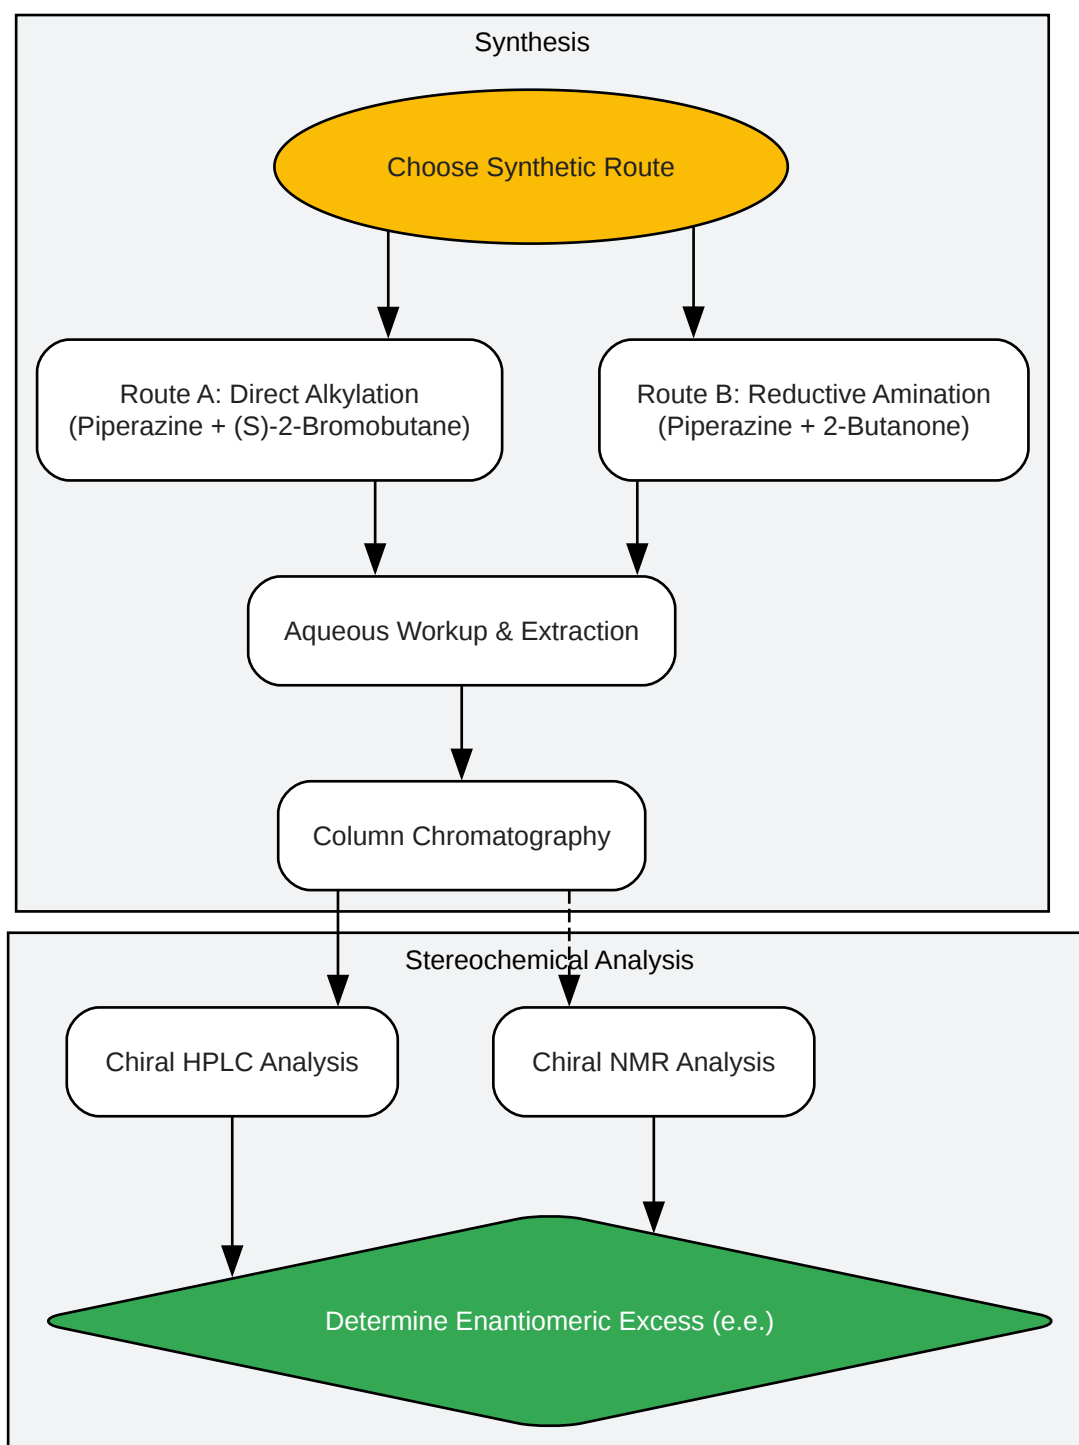 Synthesis
Choose Synthetic Route
Route A: Direct Alkylation
(Piperazine + (S)-2-Bromobutane)
Route B: Reductive Amination
(Piperazine + 2-Butanone)
Aqueous Workup & Extraction
Column Chromatography
Stereochemical Analysis
Chiral HPLC Analysis
Chiral NMR Analysis
Determine Enantiomeric Excess (e.e.)